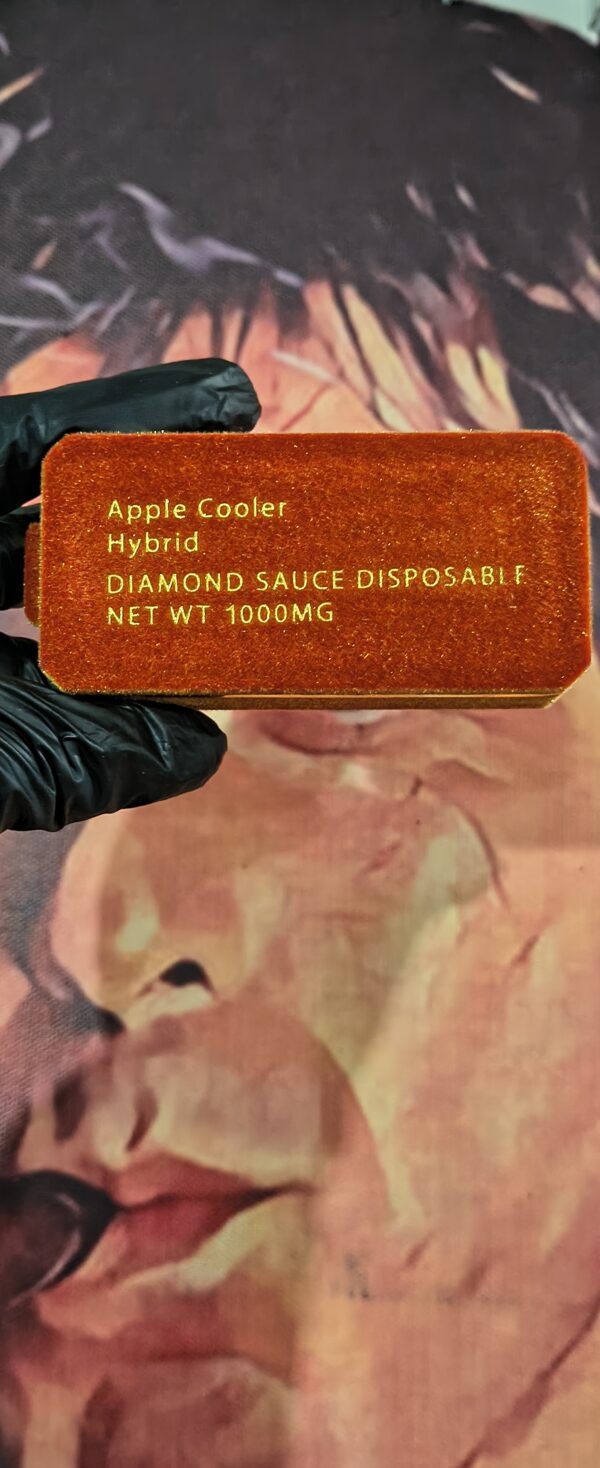 Apple Cooler
Hybrid
DIAMOND SAUCE DISPOSABLE
NET WT 1000MG